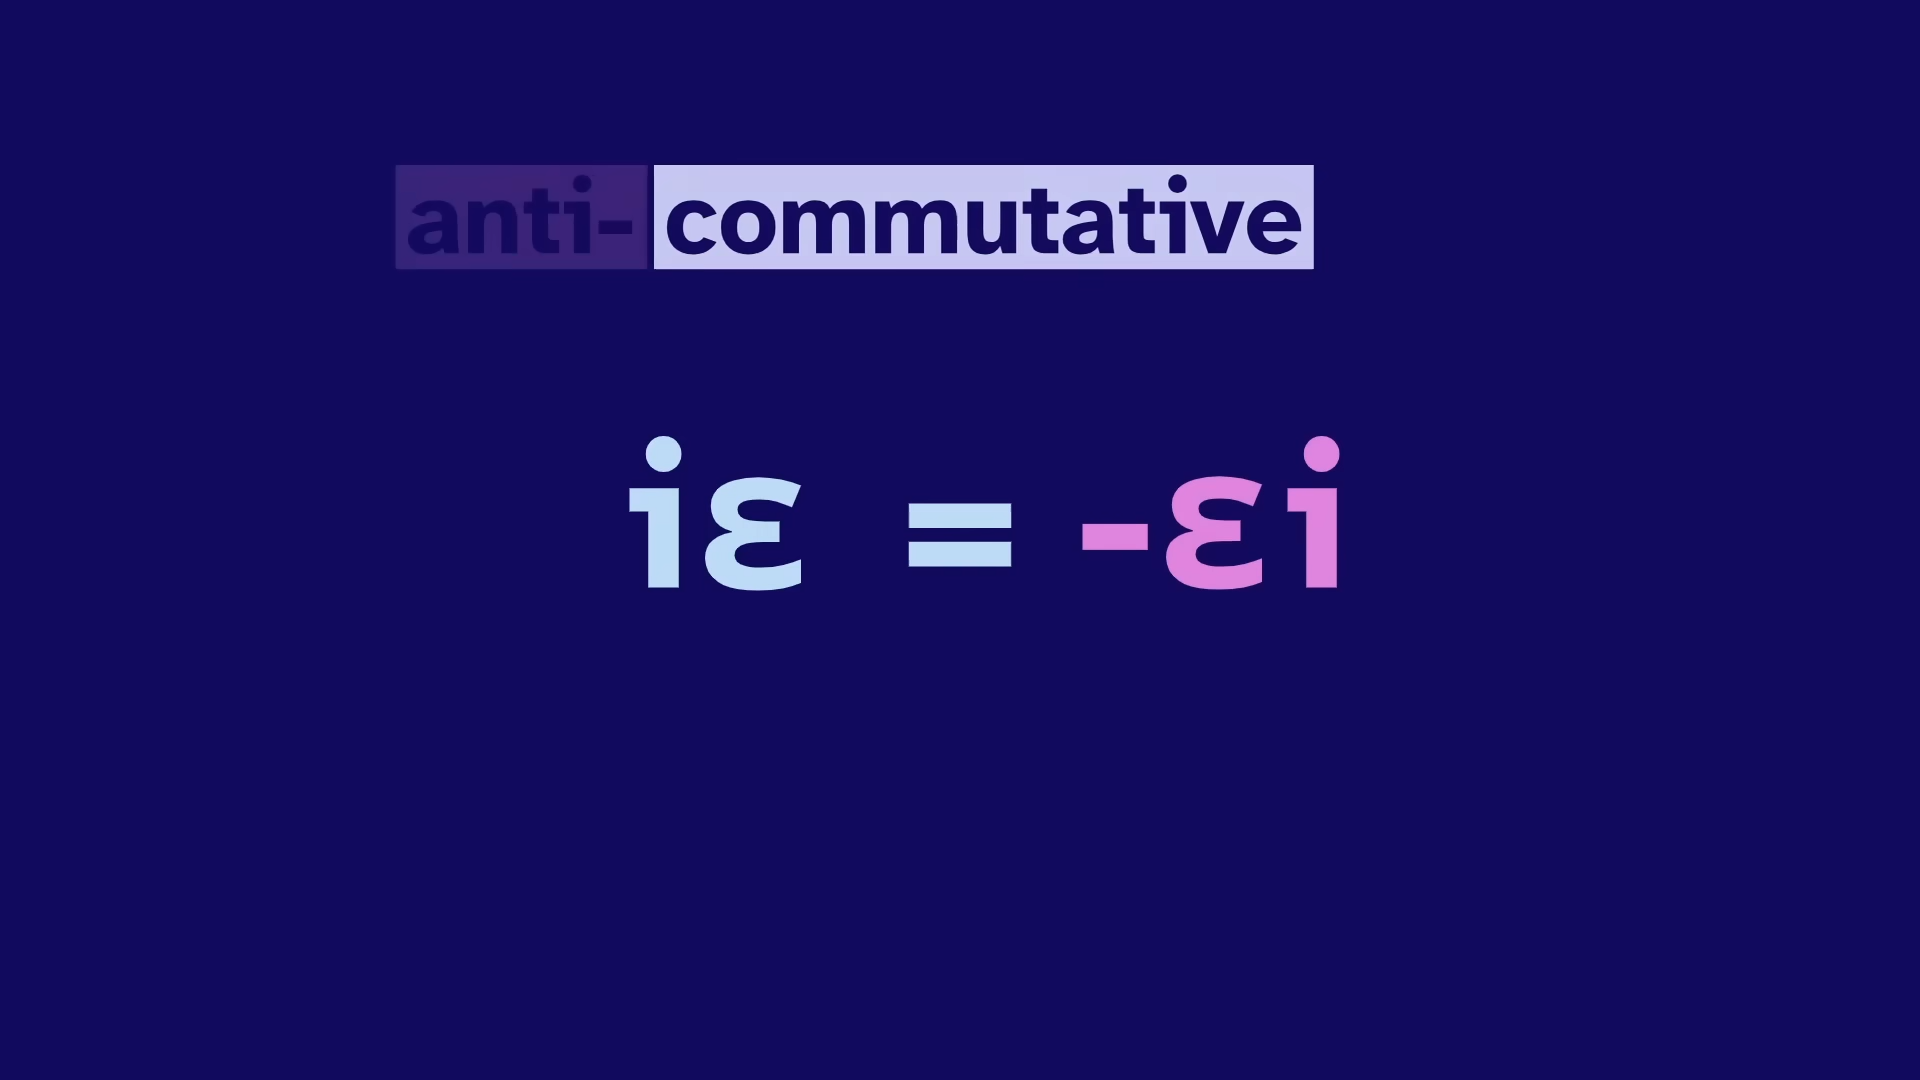 anti-commutative
iε = -εi